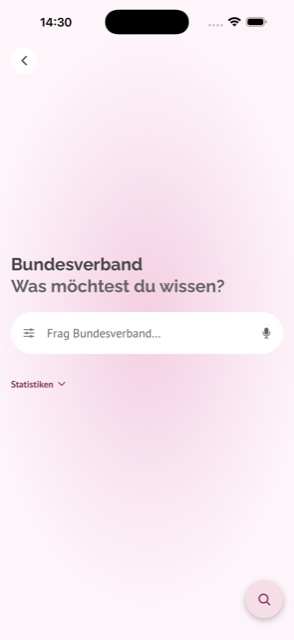 14:30
Bundesverband
Was möchtest du wissen?
Frag Bundesverband...
Statistiken